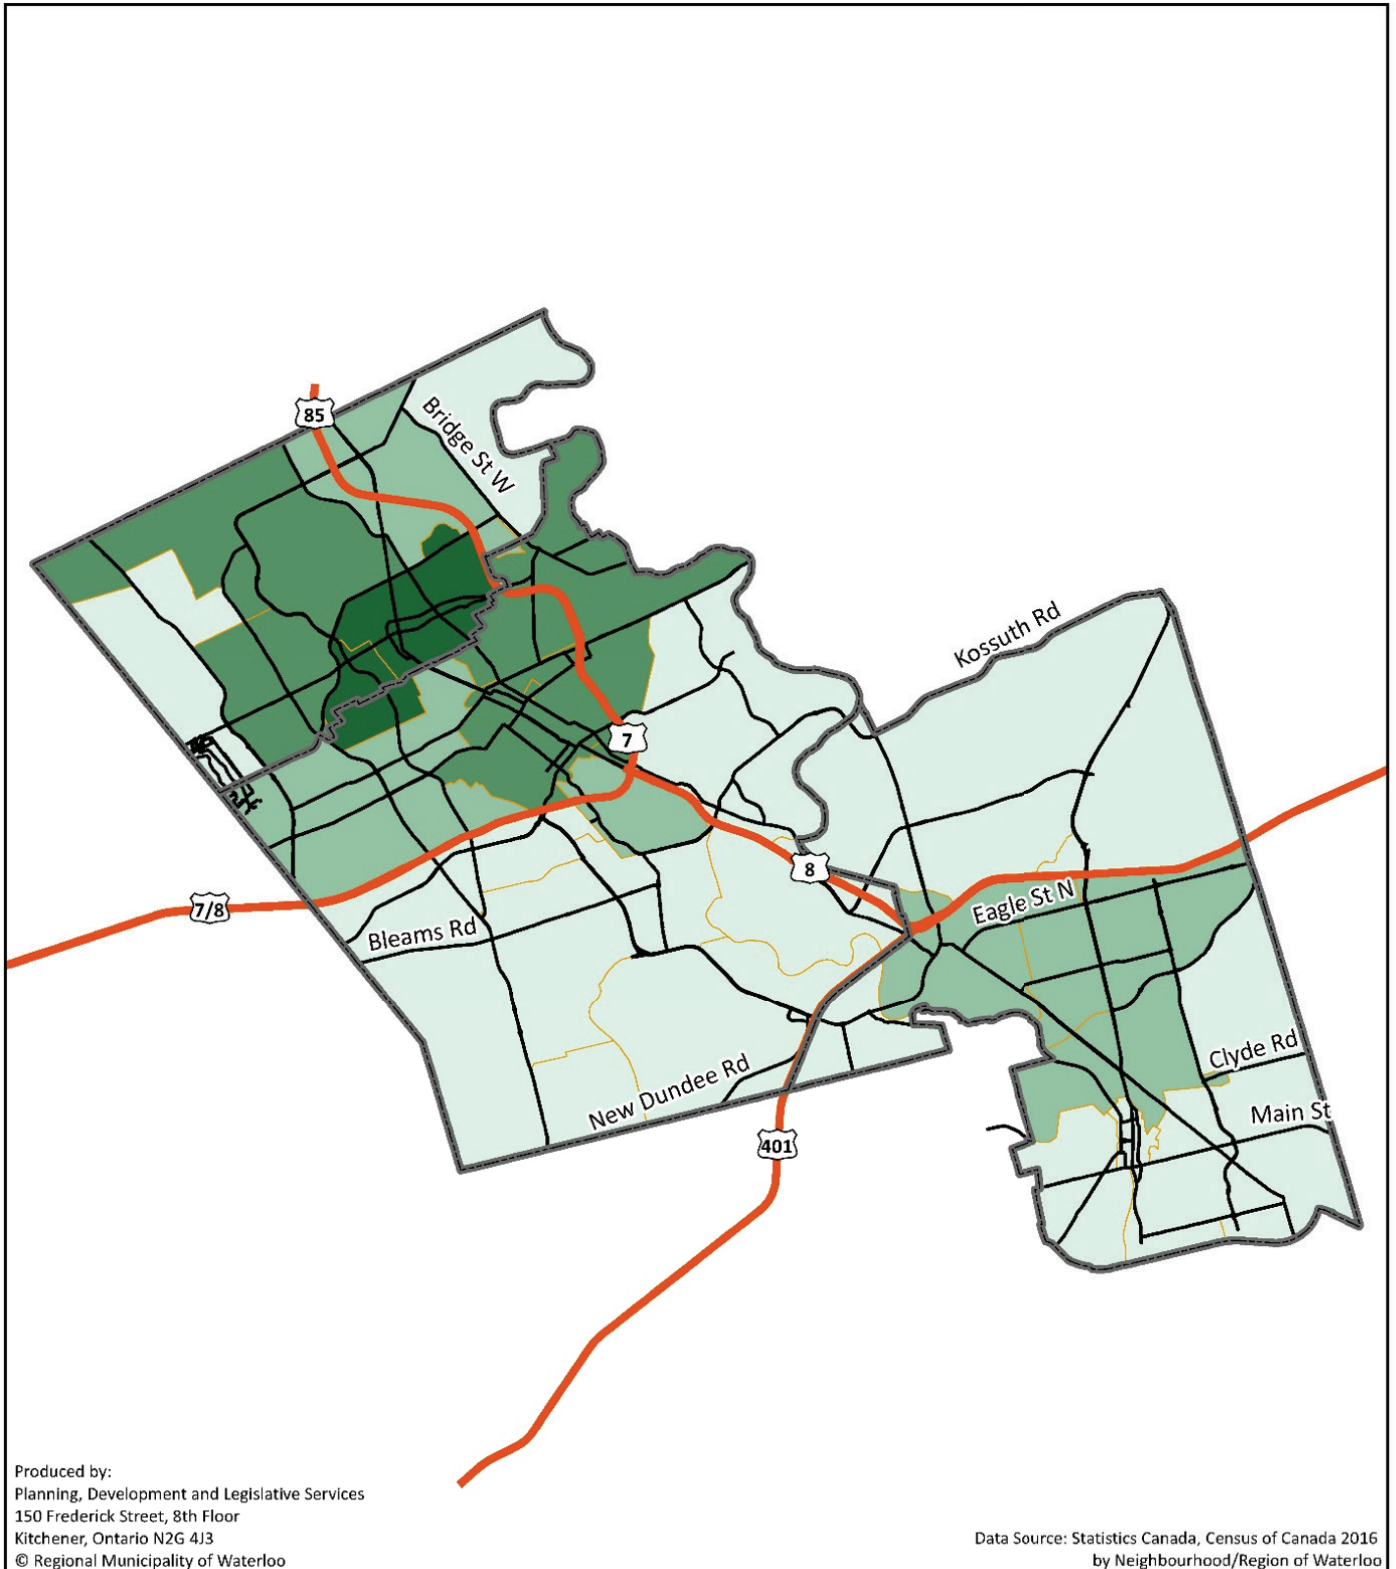 85
Bridge St W
Kossuth Rd
7
8
7/8
Eagle St N
Bleams Rd
Clyde Rd
New Dundee Rd
Main St
401
Produced by:
Planning, Development and Legislative Services
150 Frederick Street, 8th Floor
Kitchener, Ontario N2G 4J3
© Regional Municipality of Waterloo
Data Source: Statistics Canada, Census of Canada 2016
by Neighbourhood/Region of Waterloo